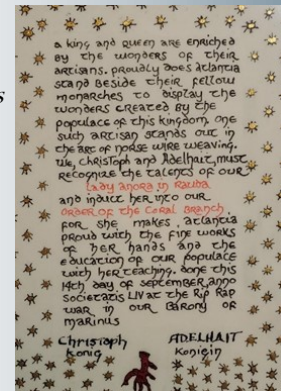 s
a king and queen are enriched
by the wonders of their
artisans. proudly does atlantia
stand beside their fellow
monarches to display the
wonders created by the
populace of this kingdom. one
such artisan stands out in
the art of norse wire weaving.
we, christoph and Adelhait, must
recognize the talents of our
lady anora in Rauda
and induct her into our
order of the coral branch.
for she makes atlantia
proud with the fine works
of her hands and the
education of our populace
with her teaching. done this
14th day of september, anno
societatis LIV at the Rip Rap
war in our Barony of
marinus
Christoph ADELHAIT
Konig Konigin